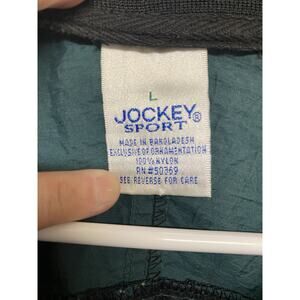 L
JOCKEY®
SPORT
MADE IN BANGLADESH
EXCLUSIVE OF ORNAMENTATION
100% NYLON
RN #50369
SEE REVERSE FOR CARE